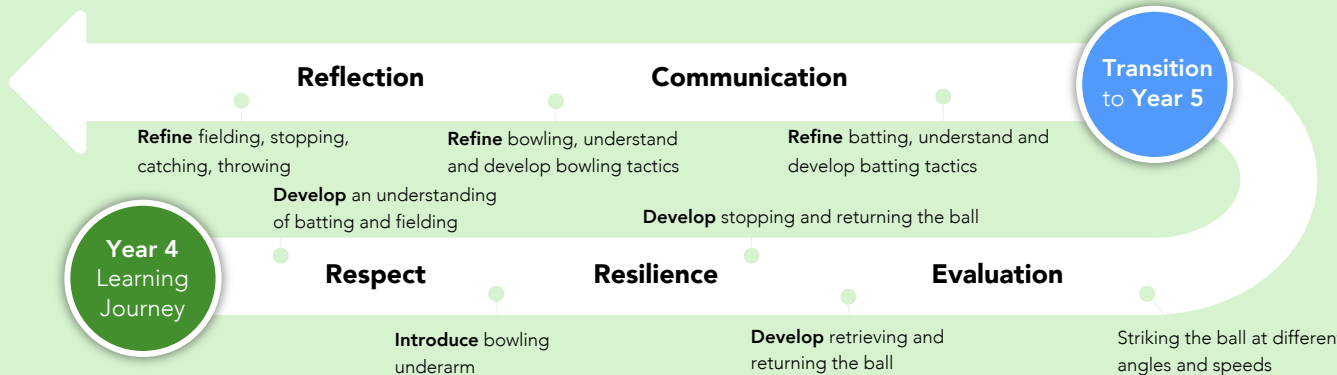 Reflection
Communication
Transition
to Year 5
Refine fielding, stopping,
catching, throwing
Refine bowling, understand
and develop bowling tactics
Refine batting, understand and
develop batting tactics
Develop an understanding
of batting and fielding
Develop stopping and returning the ball
Year 4
Learning
Journey
Respect
Resilience
Evaluation
Introduce bowling
underarm
Develop retrieving and
returning the ball
Striking the ball at differen
angles and speeds